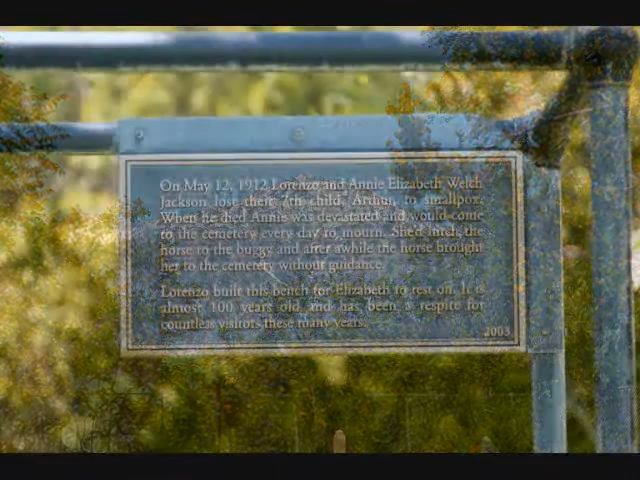 On May 12, 1912 Lorenzo and Annie Elizabeth Welch
Jackson lost their 7th child, Arthur, to smallpox.
When he died Annie was devastated and would come
to the cemetery every day to mourn. She'd hitch the
horse to the buggy and after awhile the horse brought
her to the cemetery without guidance.
Lorenzo built this bench for Elizabeth to rest on. It is
almost 100 years old and has been a respite for
countless visitors these many years.
2003